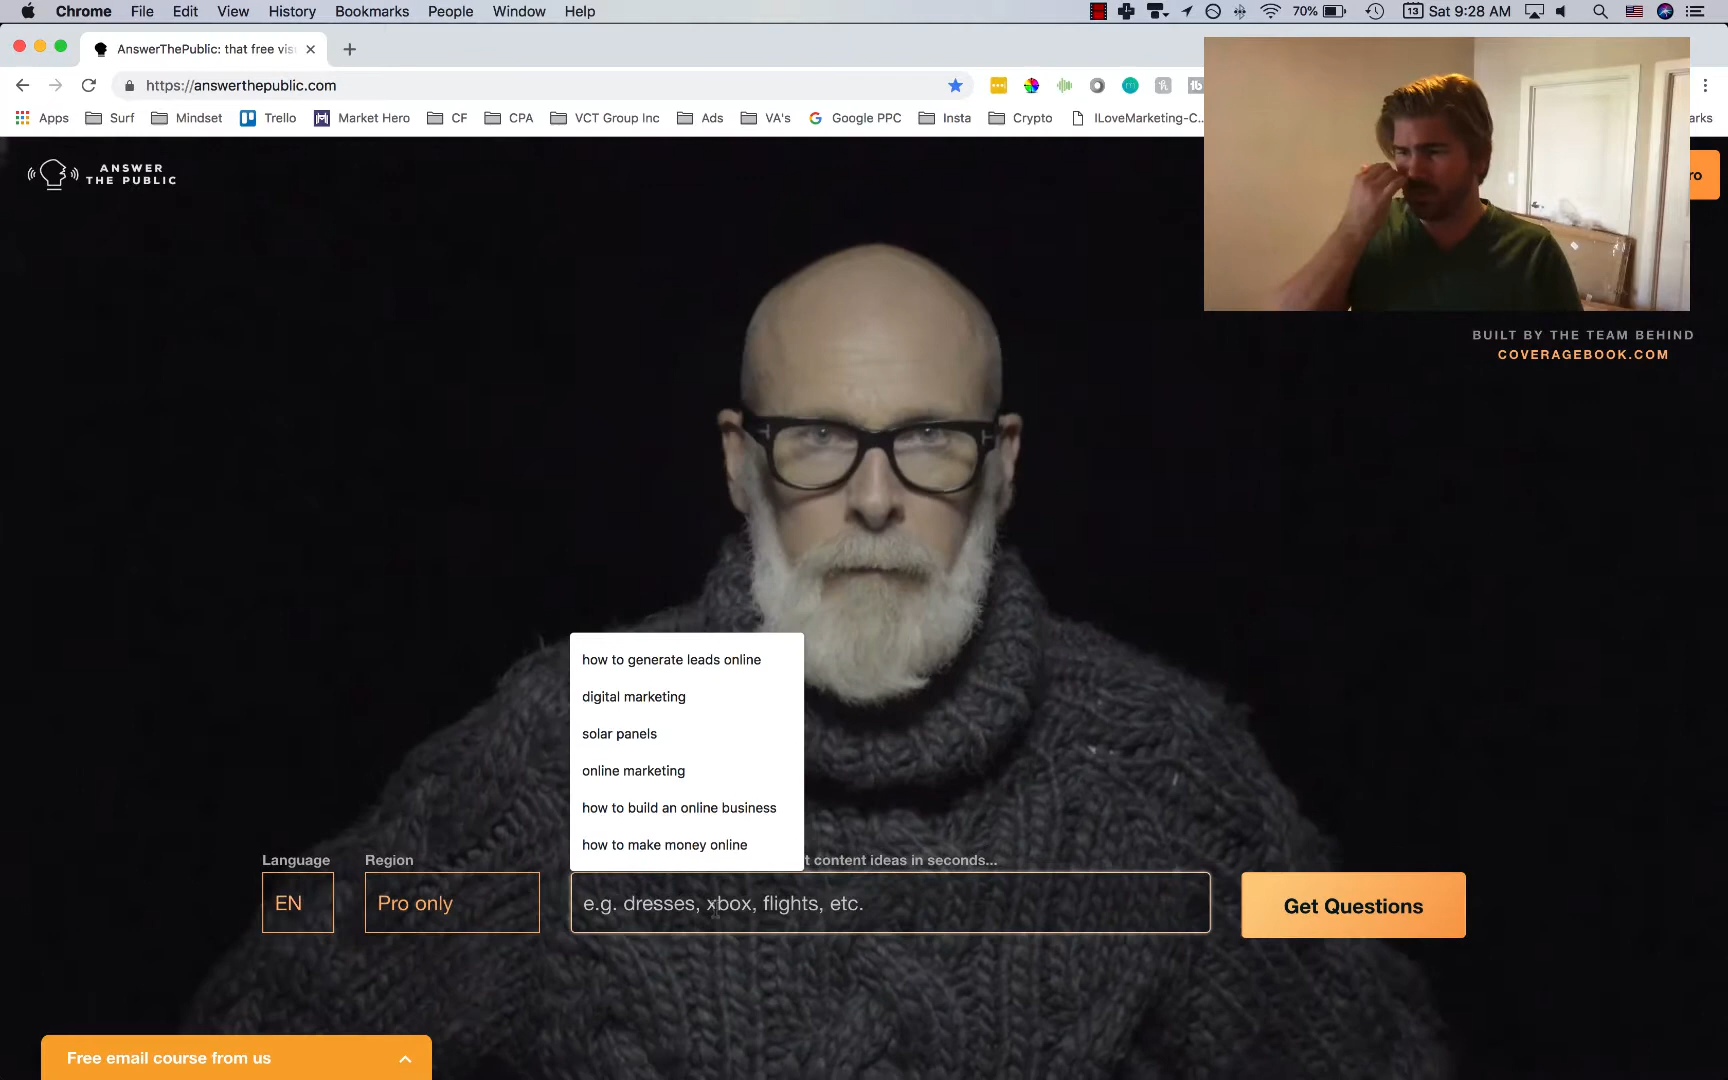 Chrome File Edit View History Bookmarks People Window Help 70% 13 Sat 9:28 AM
AnswerThePublic: that free vis
https://answerthepublic.com
Apps Surf Mindset Trello Market Hero CF CPA VCT Group Inc Ads VA's Google PPC Insta Crypto ILoveMarketing-C... arks
ANSWER
THE PUBLIC
ro
BUILT BY THE TEAM BEHIND
COVERAGEBOOK.COM
how to generate leads online
digital marketing
solar panels
online marketing
how to build an online business
how to make money online
Language Region t content ideas in seconds...
EN Pro only e.g. dresses, xbox, flights, etc. Get Questions
Free email course from us